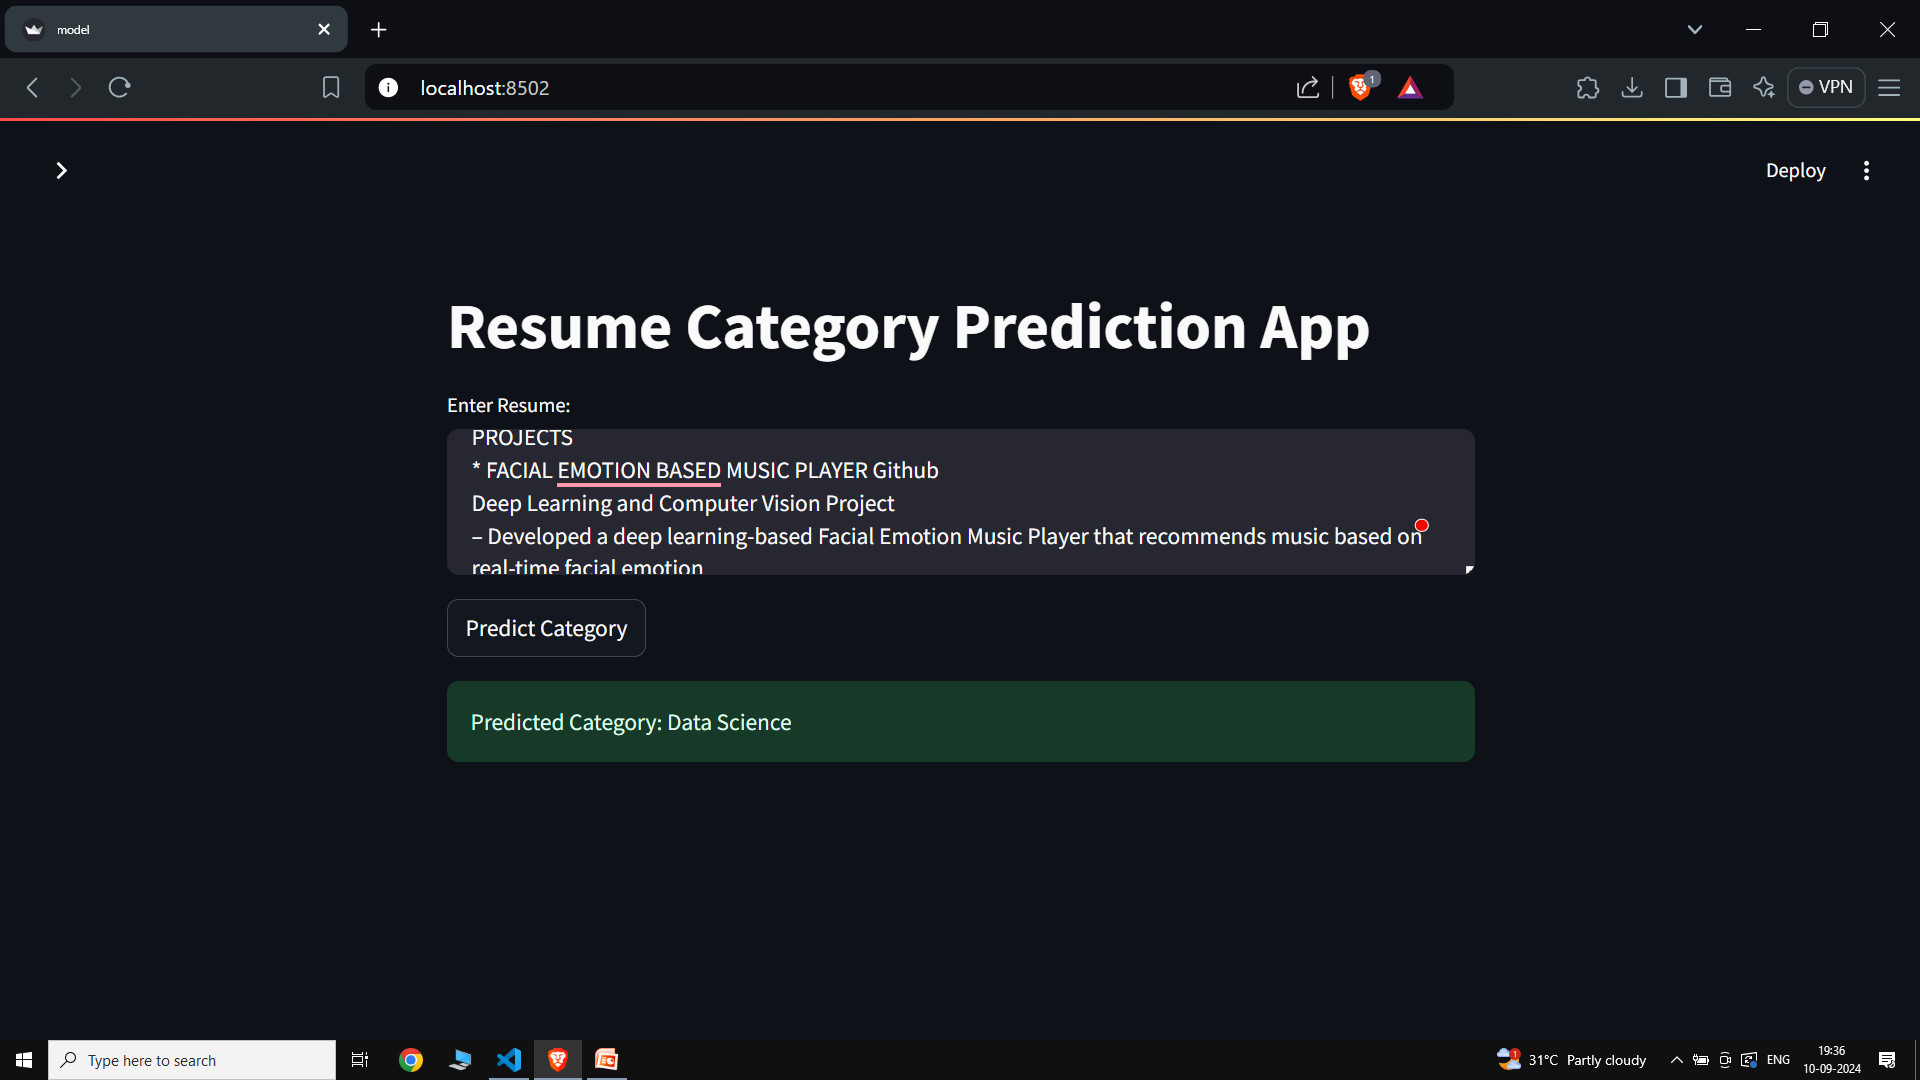 model
localhost:8502
1
VPN
Deploy
Resume Category Prediction App
Enter Resume:
PROJECTS
* FACIAL EMOTION BASED MUSIC PLAYER Github
Deep Learning and Computer Vision Project
– Developed a deep learning-based Facial Emotion Music Player that recommends music based on
real-time facial emotion
Predict Category
Predicted Category: Data Science
Type here to search
1
31°C Partly cloudy
ENG
19:36
10-09-2024